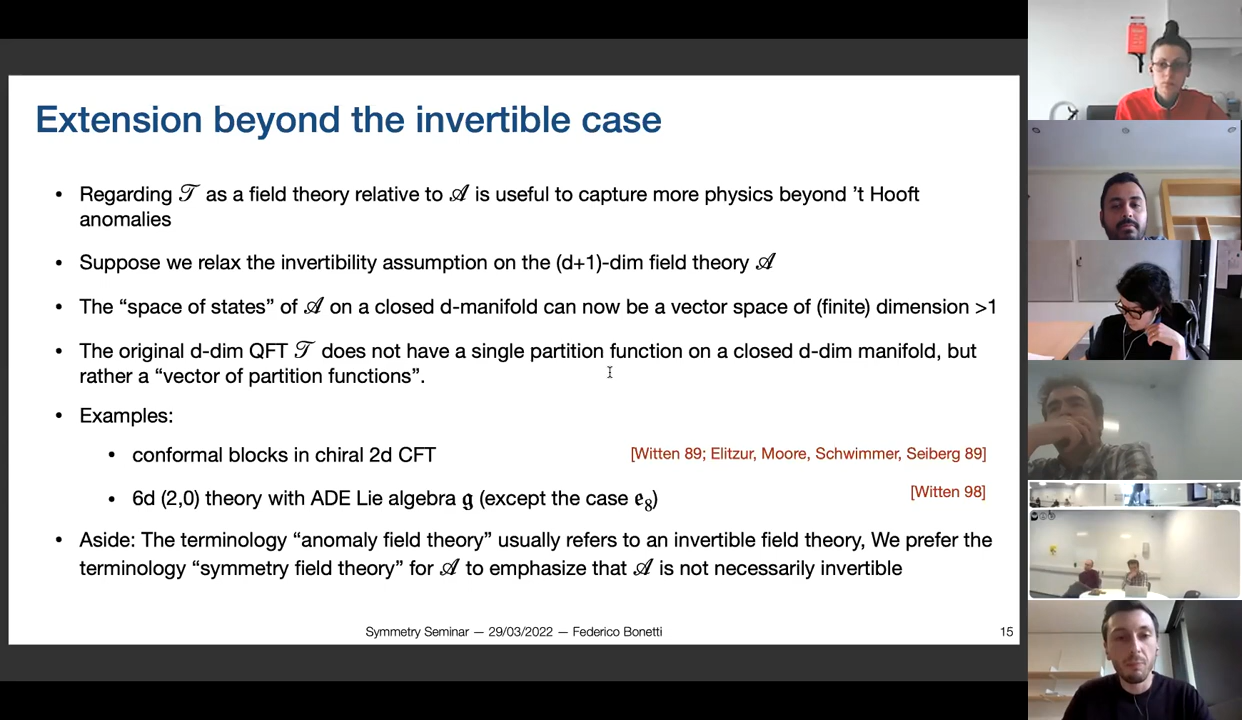 Extension beyond the invertible case
• Regarding 𝒯 as a field theory relative to 𝒜 is useful to capture more physics beyond ’t Hooft
anomalies
• Suppose we relax the invertibility assumption on the (d+1)-dim field theory 𝒜
• The “space of states” of 𝒜 on a closed d-manifold can now be a vector space of (finite) dimension >1
• The original d-dim QFT 𝒯 does not have a single partition function on a closed d-dim manifold, but
rather a “vector of partition functions”.
• Examples:
• conformal blocks in chiral 2d CFT [Witten 89; Elitzur, Moore, Schwimmer, Seiberg 89]
• 6d (2,0) theory with ADE Lie algebra 𝔤 (except the case 𝔢₈) [Witten 98]
• Aside: The terminology “anomaly field theory” usually refers to an invertible field theory, We prefer the
terminology “symmetry field theory” for 𝒜 to emphasize that 𝒜 is not necessarily invertible
Symmetry Seminar — 29/03/2022 — Federico Bonetti 15